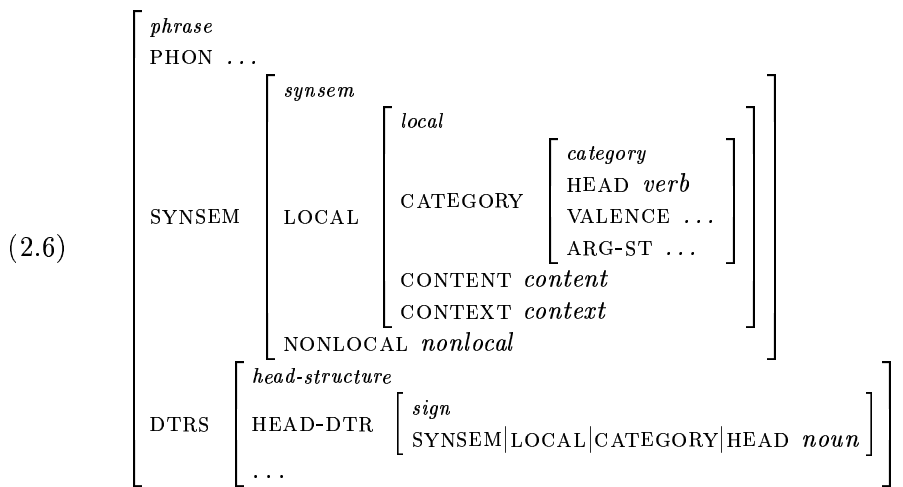 phrase
PHON ...
synsem
local
category
HEAD verb
CATEGORY
VALENCE ...
SYNSEM LOCAL
ARG-ST ...
(2.6)
CONTENT content
CONTEXT context
NONLOCAL nonlocal
head-structure
sign
DTRS HEAD-DTR
SYNSEM|LOCAL|CATEGORY|HEAD noun
...